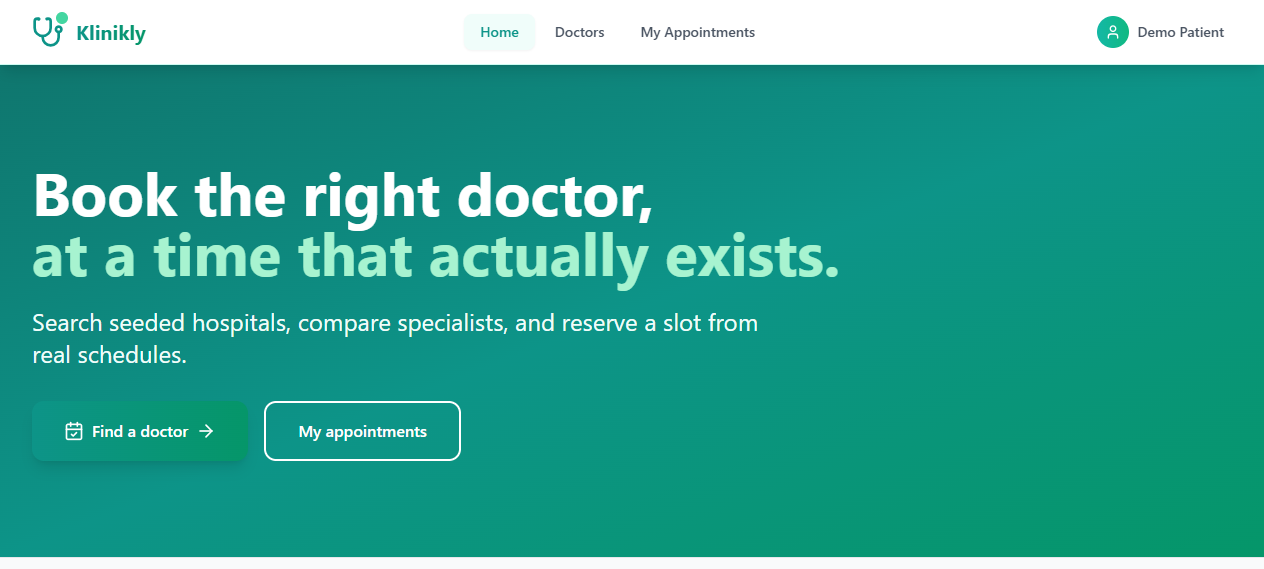 Klinikly
Home
Doctors
My Appointments
Demo Patient
Book the right doctor,
at a time that actually exists.
Search seeded hospitals, compare specialists, and reserve a slot from
real schedules.
Find a doctor
My appointments